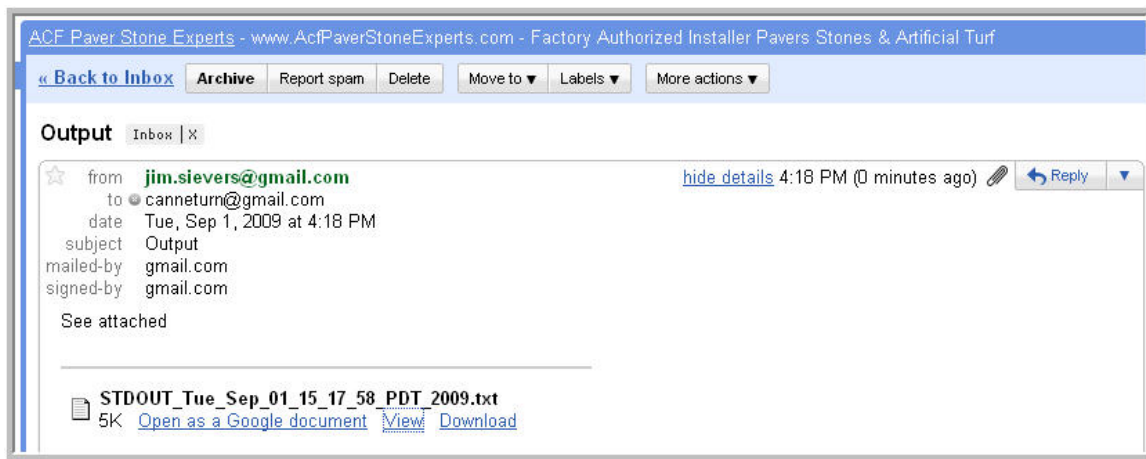 ACF Paver Stone Experts - www.AcfPaverStoneExperts.com - Factory Authorized Installer Pavers Stones & Artificial Turf
« Back to Inbox Archive Report spam Delete Move to ▼ Labels ▼ More actions ▼
Output Inbox | X
from jim.sievers@gmail.com hide details 4:18 PM (0 minutes ago) Reply ▼
to canneturn@gmail.com
date Tue, Sep 1, 2009 at 4:18 PM
subject Output
mailed-by gmail.com
signed-by gmail.com
See attached
STDOUT_Tue_Sep_01_15_17_58_PDT_2009.txt
5K Open as a Google document View Download